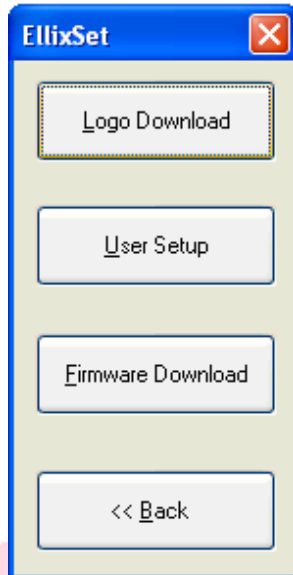 EllixSet
Logo Download
User Setup
Firmware Download
<< Back